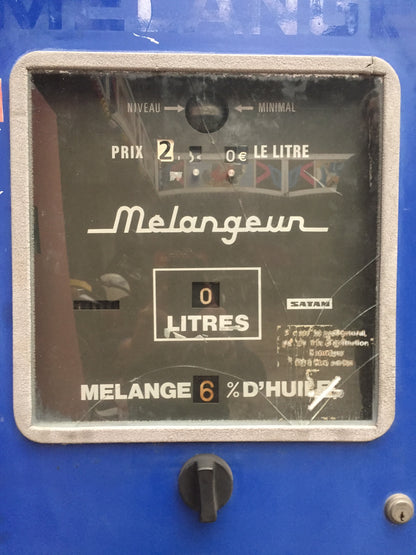 MELANGE
NIVEAU → ← MINIMAL
PRIX 2, 0€ LE LITRE
Melangeur
0
LITRES
SATAM
MELANGE 6 % D'HUILE